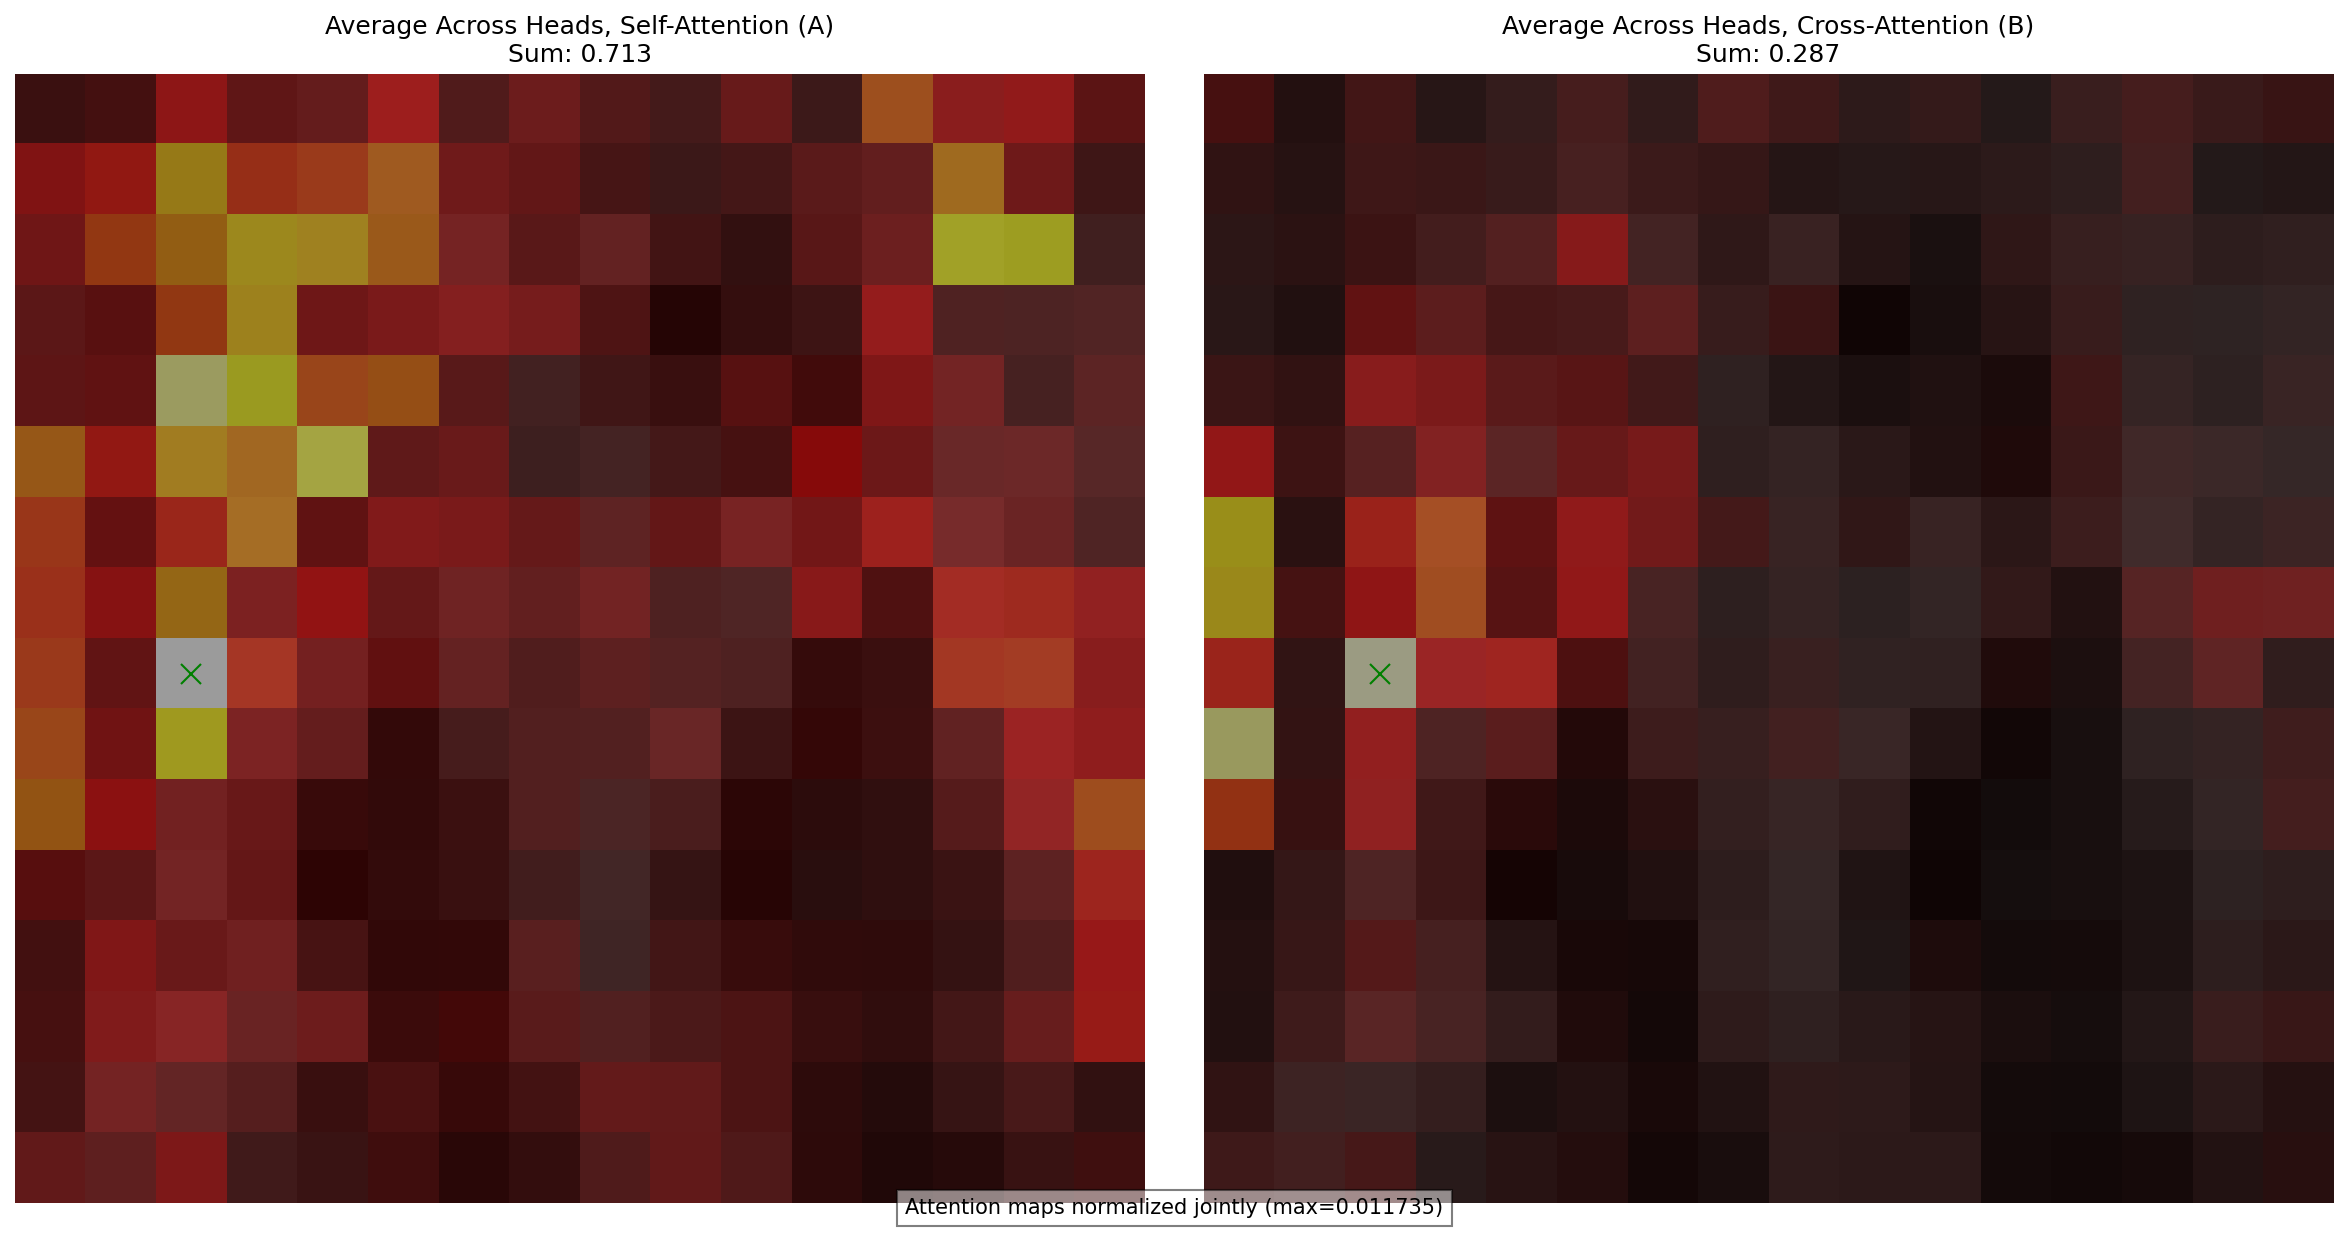 Average Across Heads, Self-Attention (A)
Sum: 0.713
Average Across Heads, Cross-Attention (B)
Sum: 0.287
Attention maps normalized jointly (max=0.011735)